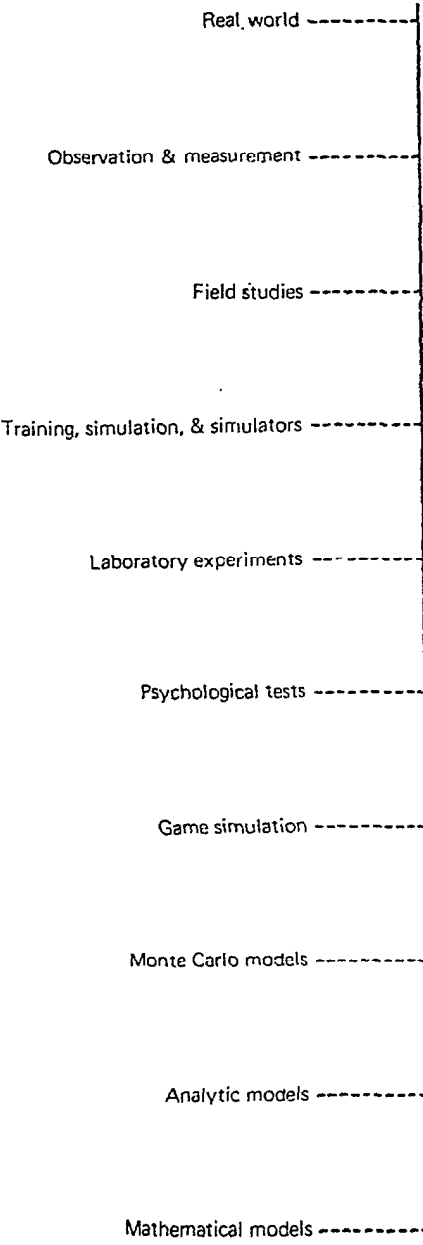 Real world
Observation & measurement
Field studies
Training, simulation, & simulators
Laboratory experiments
Psychological tests
Game simulation
Monte Carlo models
Analytic models
Mathematical models